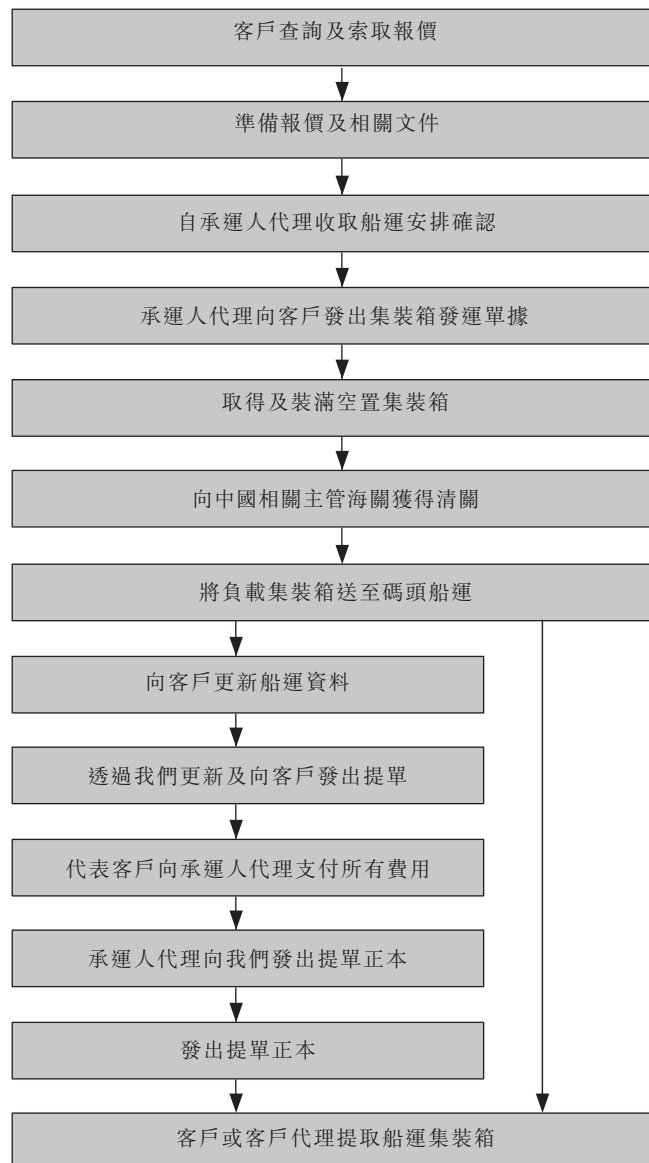 客戶查詢及索取報價
準備報價及相關文件
自承運人代理收取船運安排確認
承運人代理向客戶發出集裝箱發運單據
取得及裝滿空置集裝箱
向中國相關主管海關獲得清關
將負載集裝箱送至碼頭船運
向客戶更新船運資料
透過我們更新及向客戶發出提單
代表客戶向承運人代理支付所有費用
承運人代理向我們發出提單正本
發出提單正本
客戶或客戶代理提取船運集裝箱